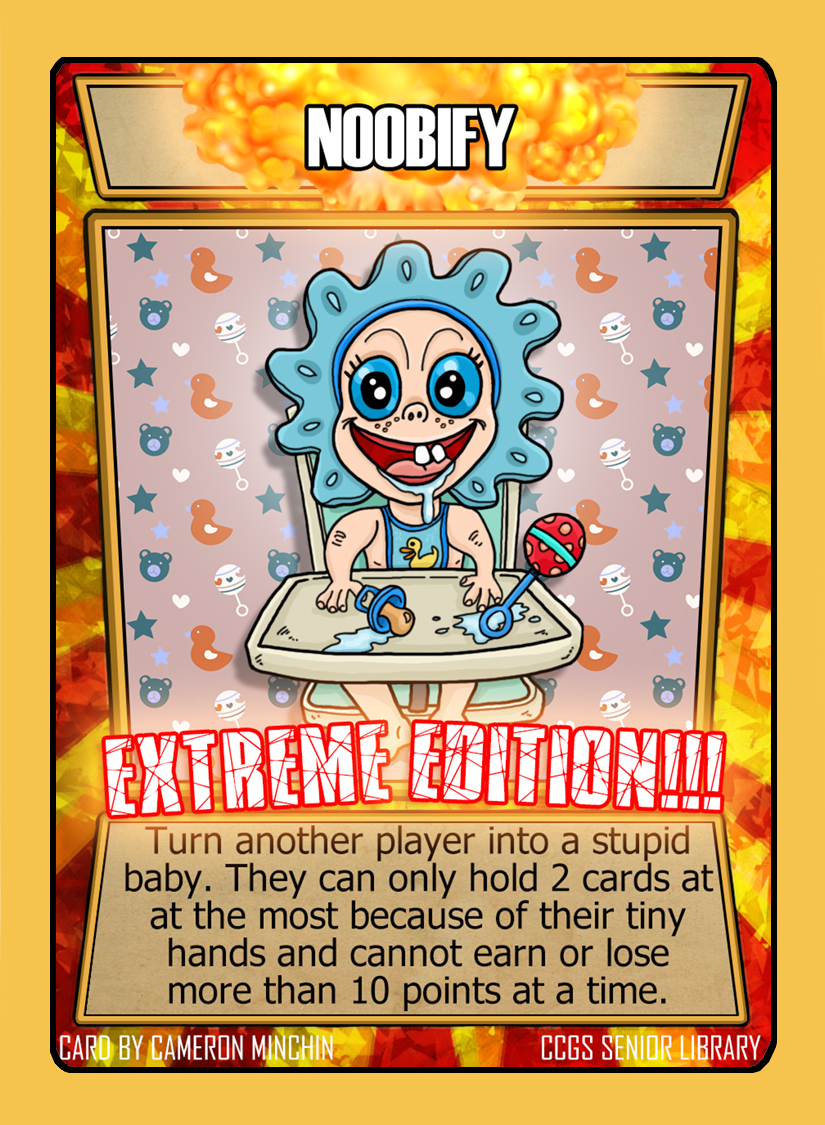 NOOBIFY
EXTREME EDITION!!!
Turn another player into a stupid
baby. They can only hold 2 cards at
at the most because of their tiny
hands and cannot earn or lose
more than 10 points at a time.
CARD BY CAMERON MINCHIN
CCGS SENIOR LIBRARY